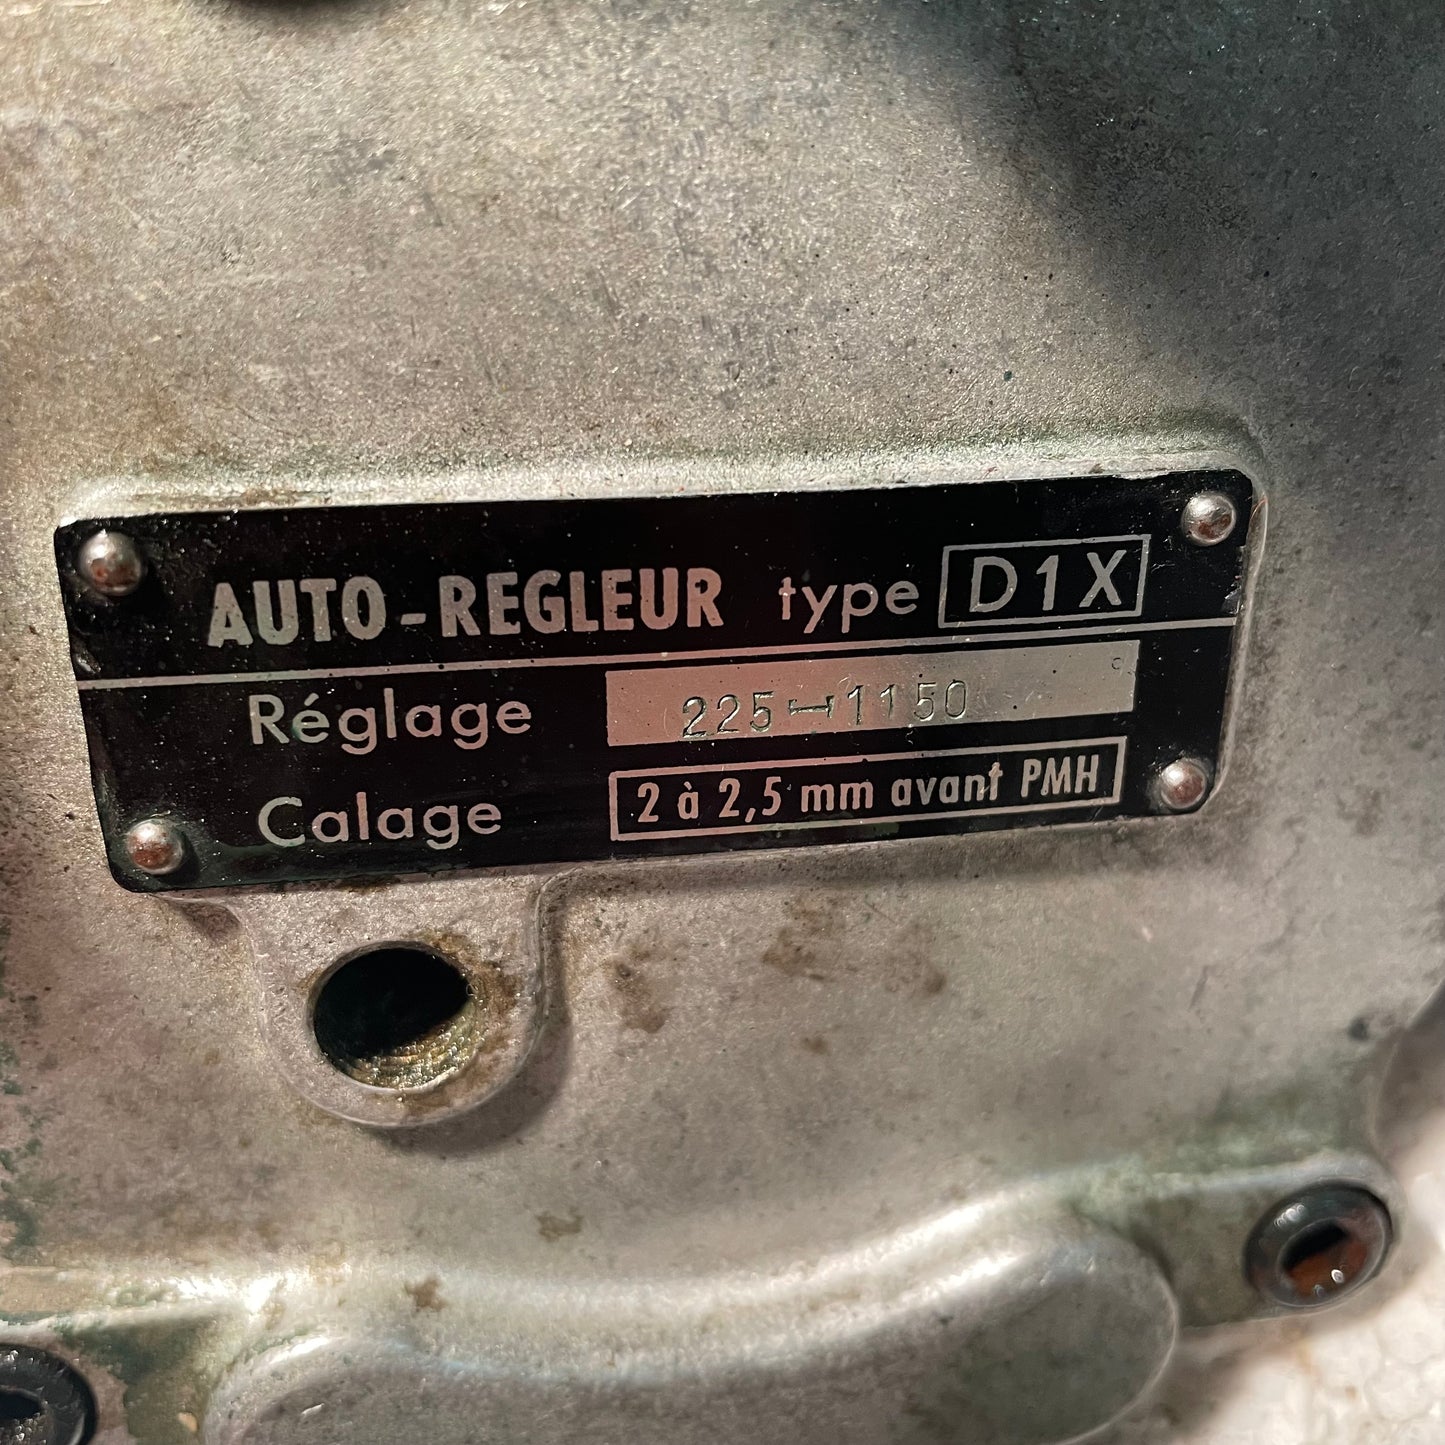 AUTO-REGLEUR type D1X
Réglage 225-1150
Calage 2 à 2,5 mm avant PMH